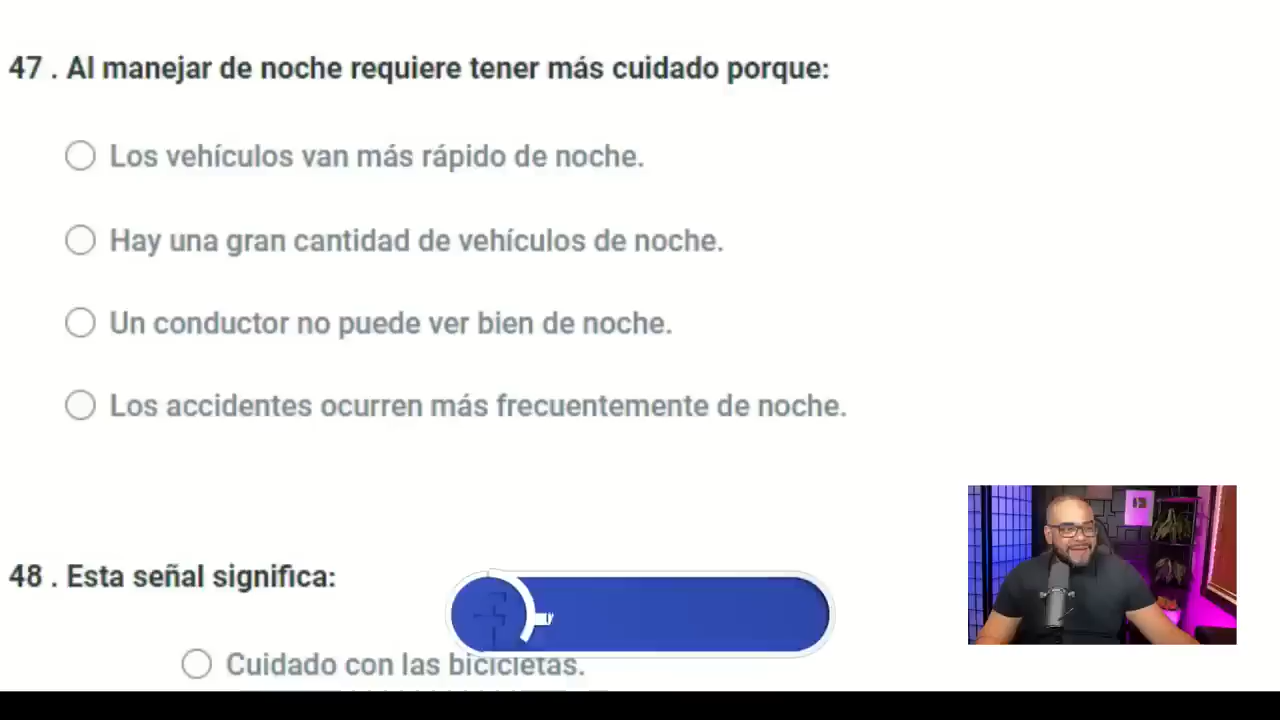 47 . Al manejar de noche requiere tener más cuidado porque:
Los vehículos van más rápido de noche.
Hay una gran cantidad de vehículos de noche.
Un conductor no puede ver bien de noche.
Los accidentes ocurren más frecuentemente de noche.
48 . Esta señal significa:
Cuidado con las bicicletas.